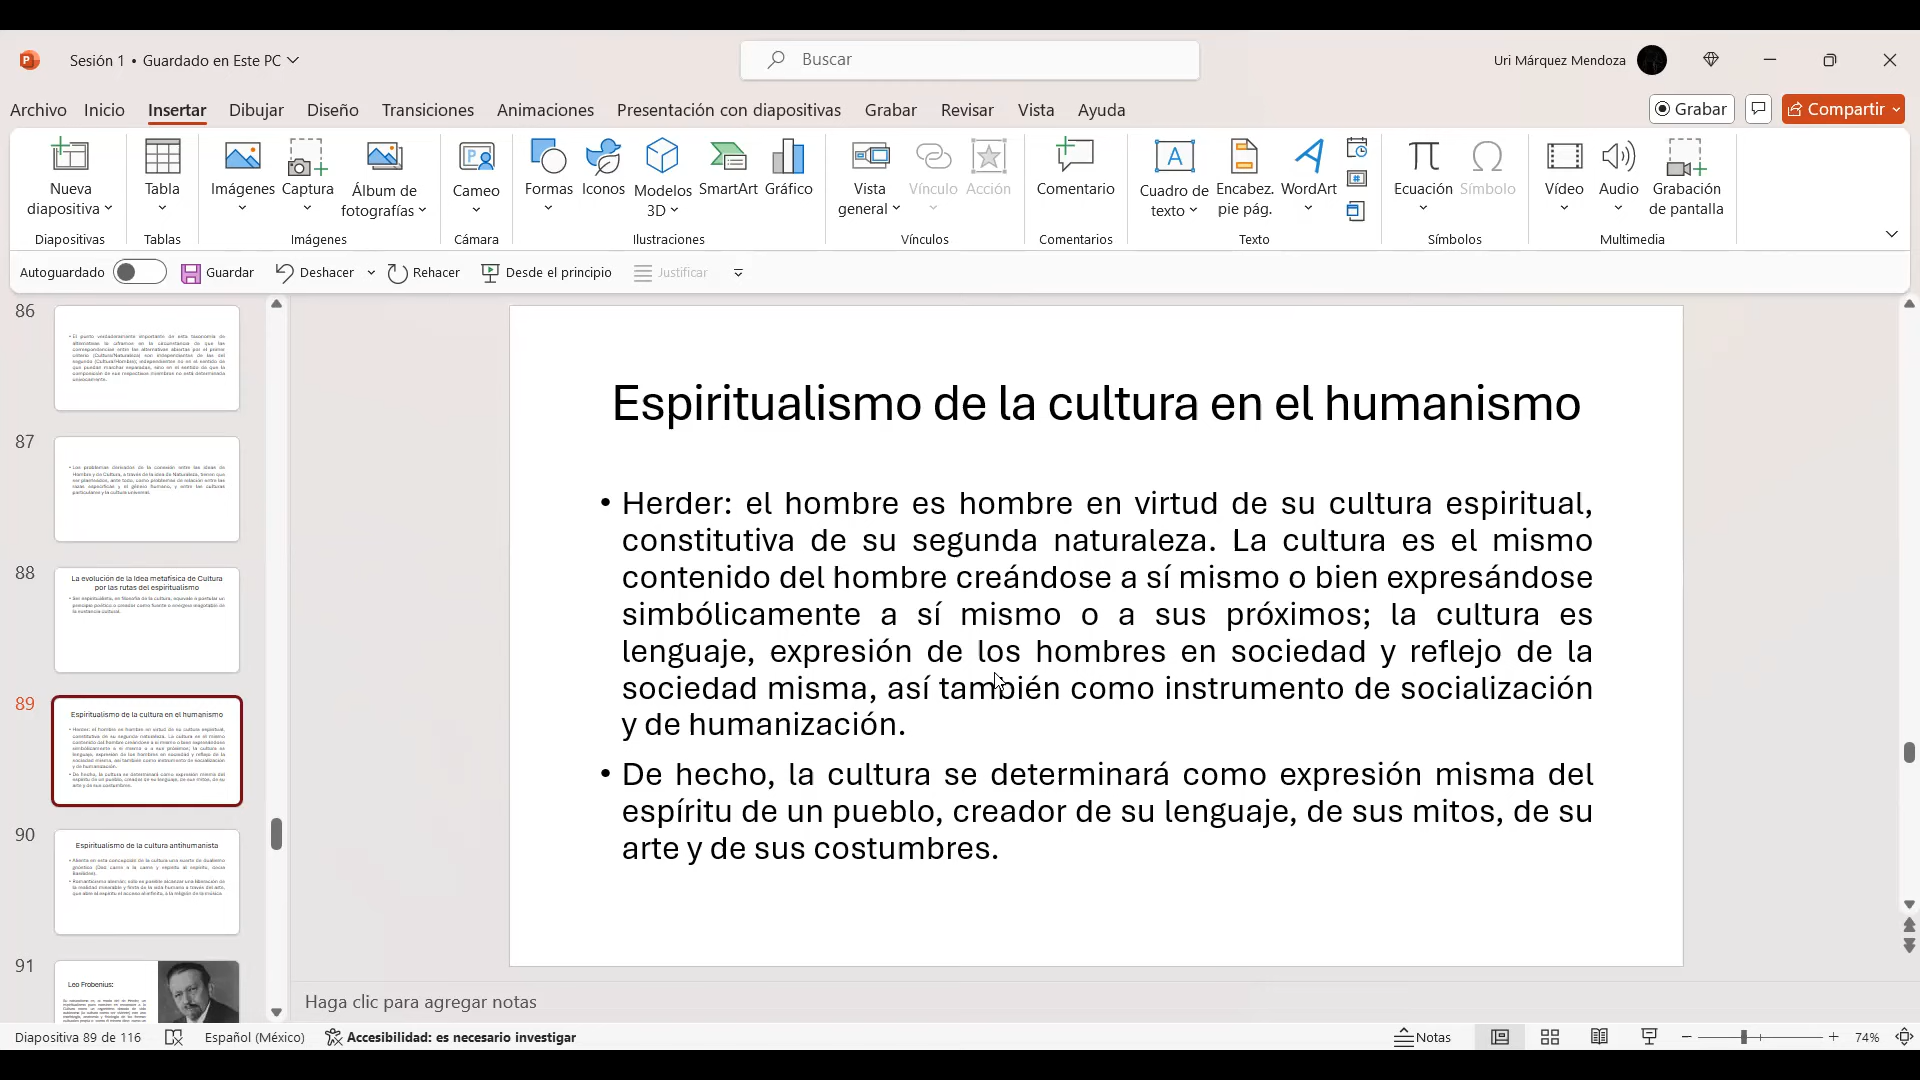 Sesión 1 • Guardado en Este PC
Buscar
Uri Márquez Mendoza
Archivo Inicio Insertar Dibujar Diseño Transiciones Animaciones Presentación con diapositivas Grabar Revisar Vista Ayuda
Grabar
Compartir
Nueva diapositiva
Tabla
Imágenes
Captura
Álbum de fotografías
Cameo
Formas
Iconos
Modelos 3D
SmartArt
Gráfico
Vista general
Vínculo
Acción
Comentario
Cuadro de texto
Encabez. pie pág.
WordArt
Ecuación
Símbolo
Vídeo
Audio
Grabación de pantalla
Diapositivas
Tablas
Imágenes
Cámara
Ilustraciones
Vínculos
Comentarios
Texto
Símbolos
Multimedia
Autoguardado
Guardar
Deshacer
Rehacer
Desde el principio
Justificar
86
87
88
La evolución de la Idea metafísica de Cultura
por las rutas del espiritualismo
89
Espiritualismo de la cultura en el humanismo
90
Espiritualismo de la cultura antihumanista
91
Leo Frobenius:
Espiritualismo de la cultura en el humanismo
• Herder: el hombre es hombre en virtud de su cultura espiritual,
constitutiva de su segunda naturaleza. La cultura es el mismo
contenido del hombre creándose a sí mismo o bien expresándose
simbólicamente a sí mismo o a sus próximos; la cultura es
lenguaje, expresión de los hombres en sociedad y reflejo de la
sociedad misma, así también como instrumento de socialización
y de humanización.
• De hecho, la cultura se determinará como expresión misma del
espíritu de un pueblo, creador de su lenguaje, de sus mitos, de su
arte y de sus costumbres.
Haga clic para agregar notas
Diapositiva 89 de 116
Español (México)
Accesibilidad: es necesario investigar
Notas
74%